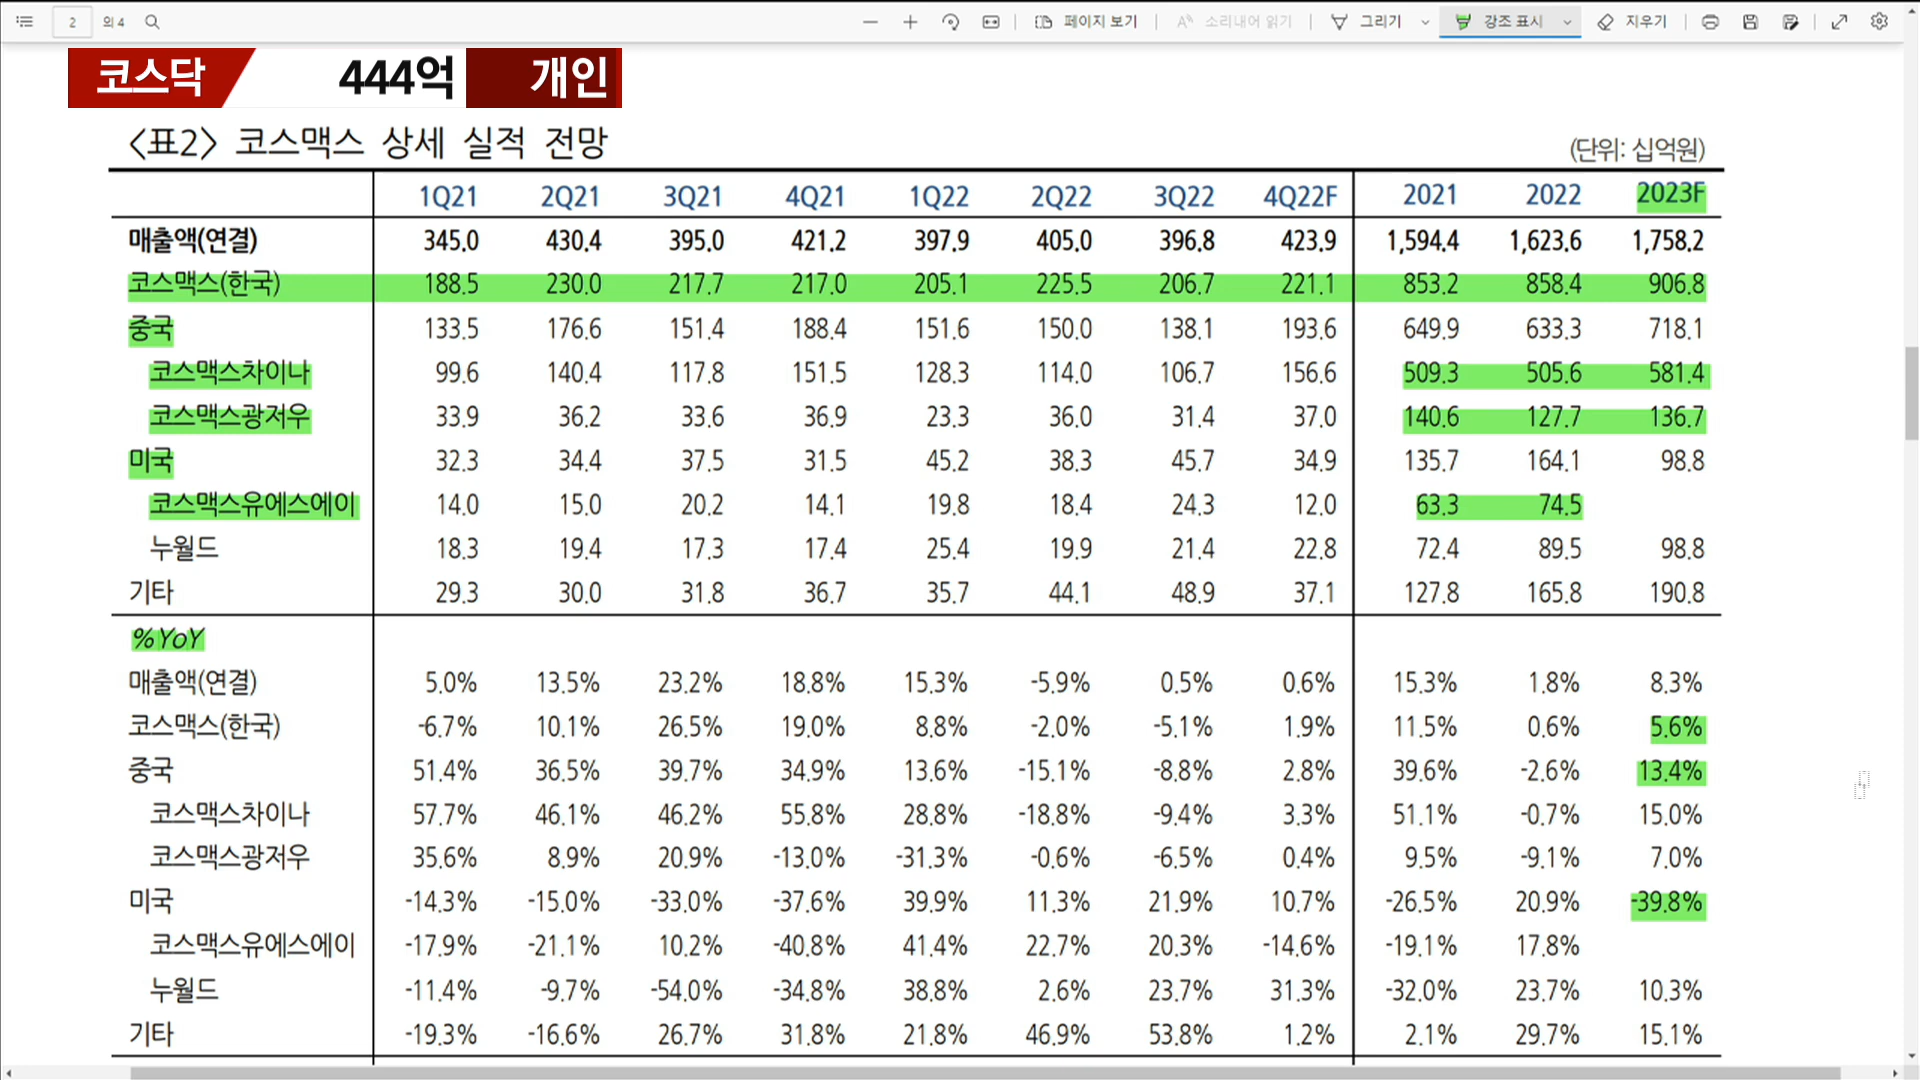 2 의 4 페이지 보기 소리내어 읽기 그리기 강조 표시 지우기
코스닥 444억 개인
<표2> 코스맥스 상세 실적 전망 (단위: 십억원)
1Q21 2Q21 3Q21 4Q21 1Q22 2Q22 3Q22 4Q22F 2021 2022 2023F
매출액(연결) 345.0 430.4 395.0 421.2 397.9 405.0 396.8 423.9 1,594.4 1,623.6 1,758.2
코스맥스(한국) 188.5 230.0 217.7 217.0 205.1 225.5 206.7 221.1 853.2 858.4 906.8
중국 133.5 176.6 151.4 188.4 151.6 150.0 138.1 193.6 649.9 633.3 718.1
코스맥스차이나 99.6 140.4 117.8 151.5 128.3 114.0 106.7 156.6 509.3 505.6 581.4
코스맥스광저우 33.9 36.2 33.6 36.9 23.3 36.0 31.4 37.0 140.6 127.7 136.7
미국 32.3 34.4 37.5 31.5 45.2 38.3 45.7 34.9 135.7 164.1 98.8
코스맥스유에스에이 14.0 15.0 20.2 14.1 19.8 18.4 24.3 12.0 63.3 74.5
누월드 18.3 19.4 17.3 17.4 25.4 19.9 21.4 22.8 72.4 89.5 98.8
기타 29.3 30.0 31.8 36.7 35.7 44.1 48.9 37.1 127.8 165.8 190.8
%YoY
매출액(연결) 5.0% 13.5% 23.2% 18.8% 15.3% -5.9% 0.5% 0.6% 15.3% 1.8% 8.3%
코스맥스(한국) -6.7% 10.1% 26.5% 19.0% 8.8% -2.0% -5.1% 1.9% 11.5% 0.6% 5.6%
중국 51.4% 36.5% 39.7% 34.9% 13.6% -15.1% -8.8% 2.8% 39.6% -2.6% 13.4%
코스맥스차이나 57.7% 46.1% 46.2% 55.8% 28.8% -18.8% -9.4% 3.3% 51.1% -0.7% 15.0%
코스맥스광저우 35.6% 8.9% 20.9% -13.0% -31.3% -0.6% -6.5% 0.4% 9.5% -9.1% 7.0%
미국 -14.3% -15.0% -33.0% -37.6% 39.9% 11.3% 21.9% 10.7% -26.5% 20.9% -39.8%
코스맥스유에스에이 -17.9% -21.1% 10.2% -40.8% 41.4% 22.7% 20.3% -14.6% -19.1% 17.8%
누월드 -11.4% -9.7% -54.0% -34.8% 38.8% 2.6% 23.7% 31.3% -32.0% 23.7% 10.3%
기타 -19.3% -16.6% 26.7% 31.8% 21.8% 46.9% 53.8% 1.2% 2.1% 29.7% 15.1%